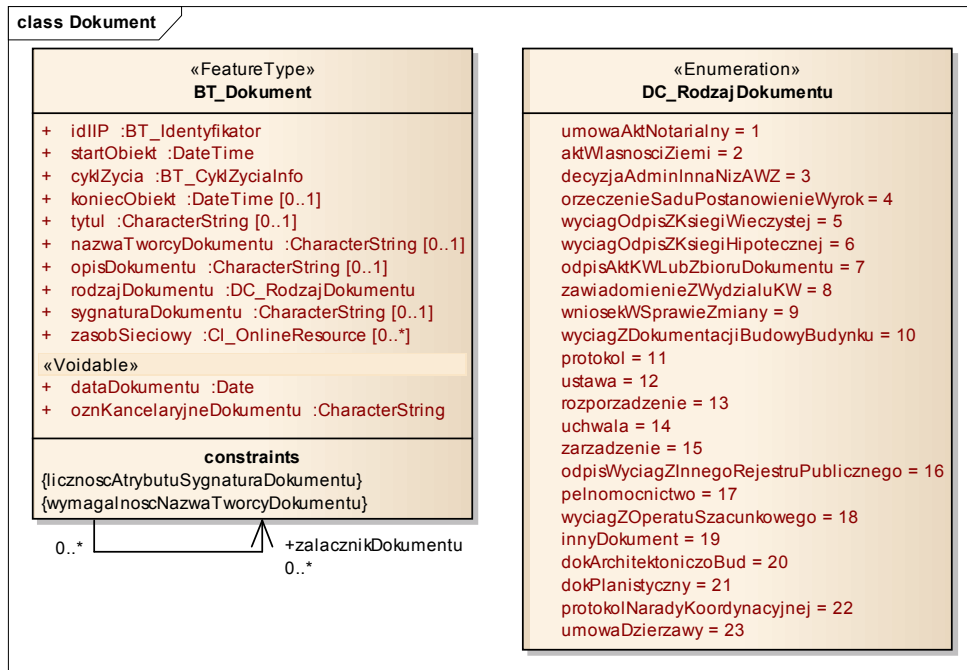 class Dokument
«FeatureType»
BT_Dokument
+ idIIP :BT_Identyfikator
+ startObiekt :DateTime
+ cyklZycia :BT_CyklZyciaInfo
+ koniecObiekt :DateTime [0..1]
+ tytul :CharacterString [0..1]
+ nazwaTworcyDokumentu :CharacterString [0..1]
+ opisDokumentu :CharacterString [0..1]
+ rodzajDokumentu :DC_RodzajDokumentu
+ sygnaturaDokumentu :CharacterString [0..1]
+ zasobSieciowy :CI_OnlineResource [0..*]
«Voidable»
+ dataDokumentu :Date
+ oznKancelaryjneDokumentu :CharacterString
constraints
{licznoscAtrybutuSygnaturaDokumentu}
{wymagalnoscNazwaTworcyDokumentu}
0..*
+zalacznikDokumentu
0..*
«Enumeration»
DC_RodzajDokumentu
umowaAktNotarialny = 1
aktWlasnosciZiemi = 2
decyzjaAdminInnaNizAWZ = 3
orzeczenieSaduPostanowienieWyrok = 4
wyciagOdpisZKsiegiWieczystej = 5
wyciagOdpisZKsiegiHipotecznej = 6
odpisAktKWLubZbioruDokumentu = 7
zawiadomienieZWydzialuKW = 8
wniosekWSprawieZmiany = 9
wyciagZDokumentacjiBudowyBudynku = 10
protokol = 11
ustawa = 12
rozporzadzenie = 13
uchwala = 14
zarzadzenie = 15
odpisWyciagZInnegoRejestruPublicznego = 16
pelnomocnictwo = 17
wyciagZOperatuSzacunkowego = 18
innyDokument = 19
dokArchitektoniczoBud = 20
dokPlanistyczny = 21
protokolNaradyKoordynacyjnej = 22
umowaDzierzawy = 23